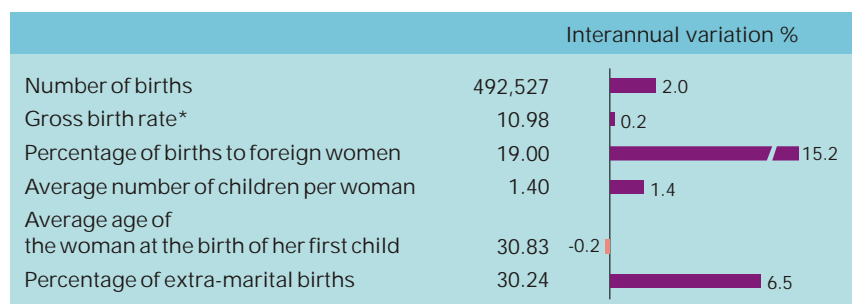 Interannual variation %
Number of births 492,527 2.0
Gross birth rate* 10.98 0.2
Percentage of births to foreign women 19.00 15.2
Average number of children per woman 1.40 1.4
Average age of
the woman at the birth of her first child 30.83 -0.2
Percentage of extra-marital births 30.24 6.5